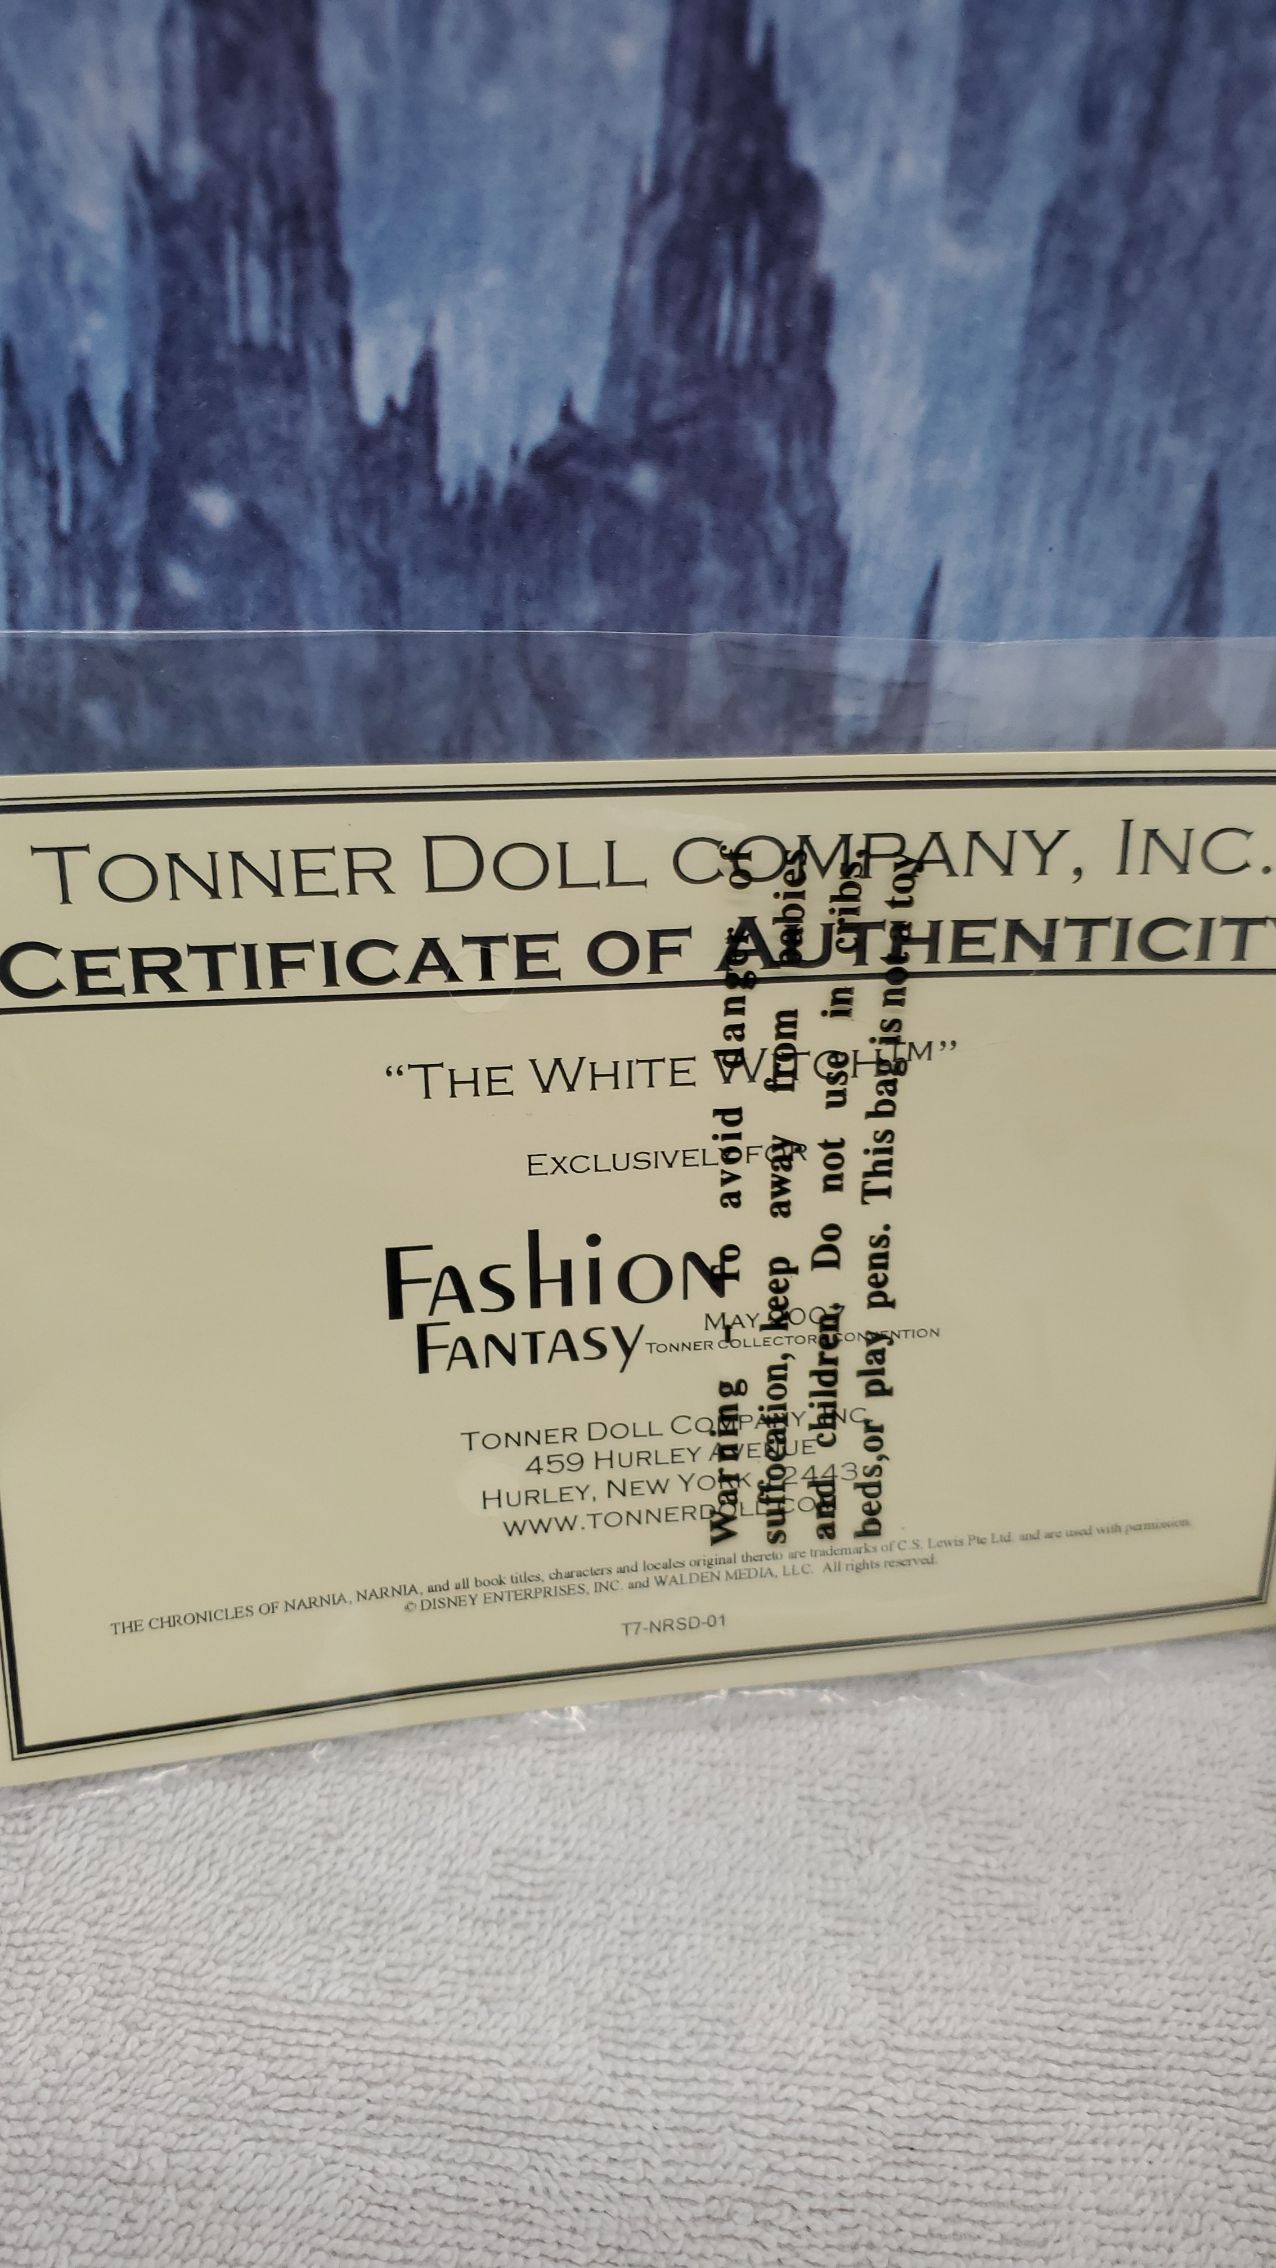 TONNER DOLL COMPANY, INC.
CERTIFICATE OF AUTHENTICITY
“THE WHITE WITCH™”
EXCLUSIVELY FOR
FASHION
FANTASY
MAY 2007
TONNER COLLECTORS CONVENTION
TONNER DOLL COMPANY, INC.
459 HURLEY AVENUE
HURLEY, NEW YORK 12443
WWW.TONNERDOLL.COM
THE CHRONICLES OF NARNIA, NARNIA, and all book titles, characters and locales original thereto are trademarks of C.S. Lewis Pte Ltd. and are used with permission.
© DISNEY ENTERPRISES, INC. and WALDEN MEDIA, LLC. All rights reserved.
T7-NRSD-01
Warning - To avoid danger of
suffocation, keep away from babies
and children. Do not use in cribs,
beds,or play pens. This bag is not a toy